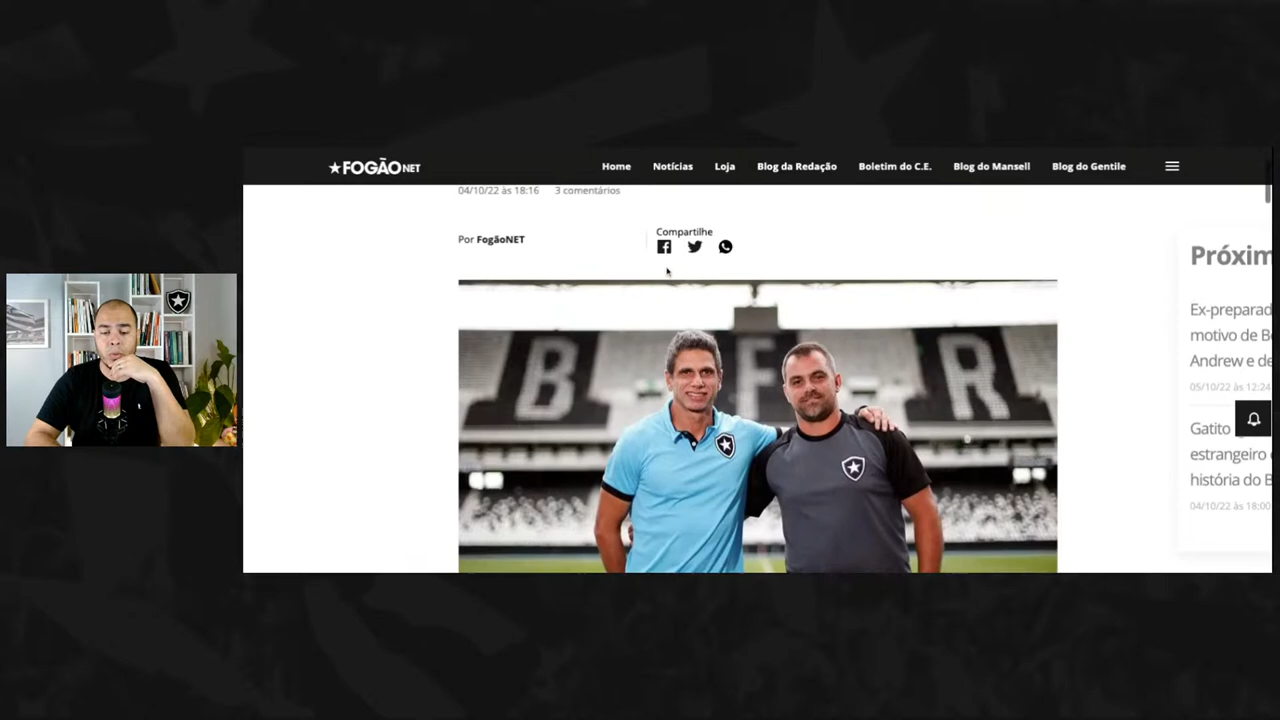 FOGÃO NET
Home Notícias Loja Blog da Redação Boletim do C.E. Blog do Mansell Blog do Gentile
04/10/22 às 18:16 3 comentários
Por FogãoNET
Compartilhe
B F R
Próxim
Ex-preparad
motivo de B
Andrew e de
05/10/22 às 12:24
Gatito
estrangeiro
história do B
04/10/22 às 18:00